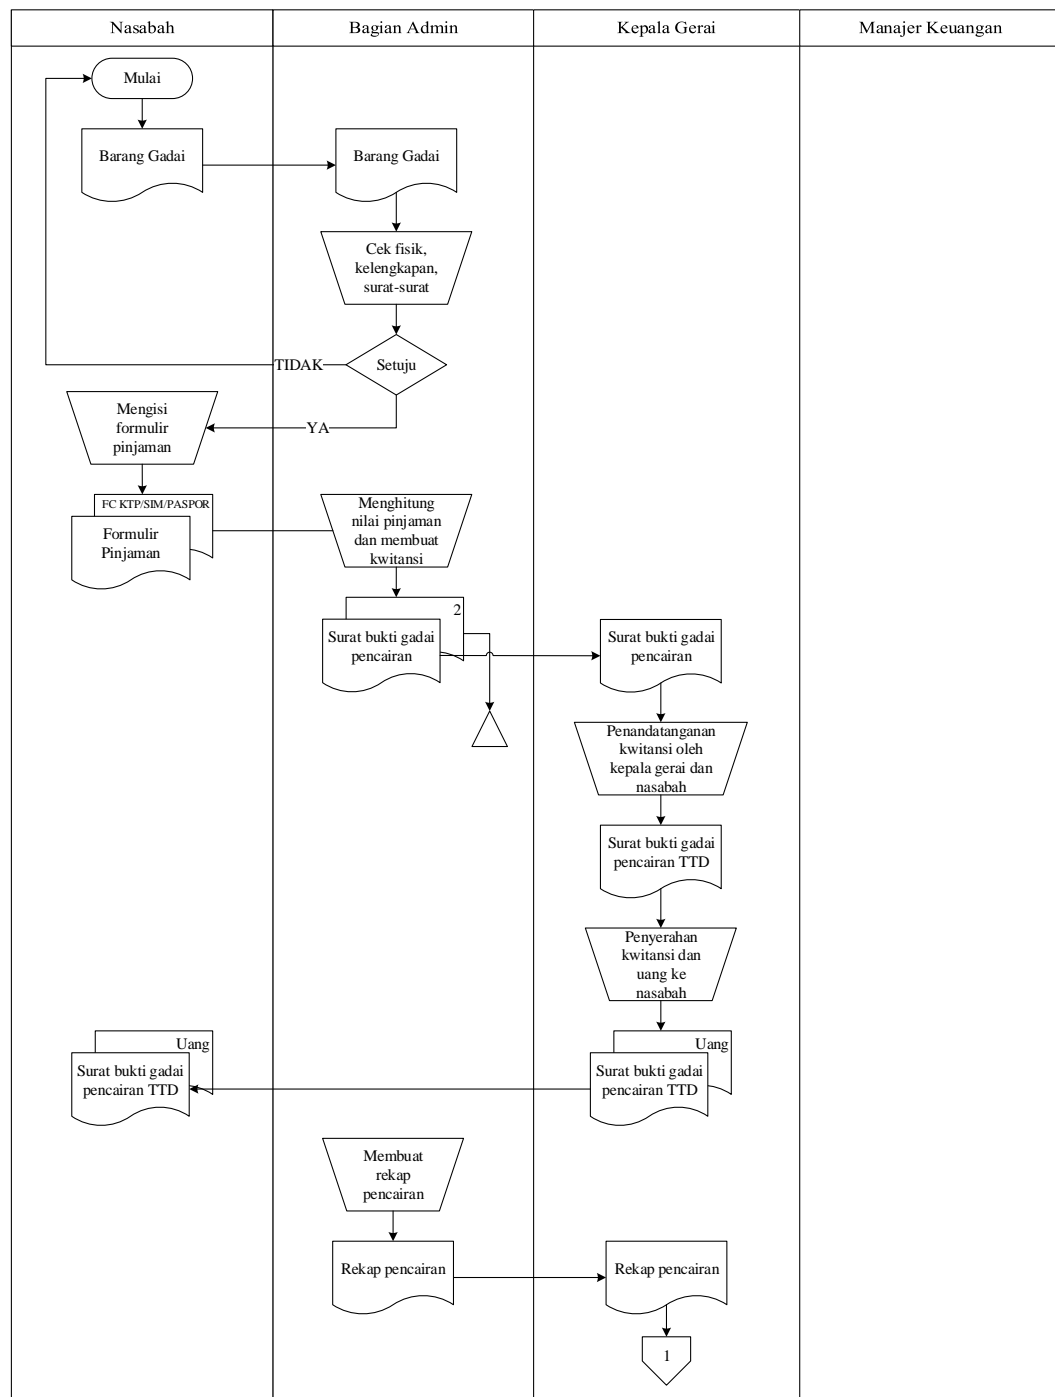 Nasabah
Bagian Admin
Kepala Gerai
Manajer Keuangan
Mulai
Barang Gadai
Barang Gadai
Cek fisik,
kelengkapan,
surat-surat
TIDAK
Setuju
Mengisi
formulir
pinjaman
YA
FC KTP/SIM/PASPOR
Formulir
Pinjaman
Menghitung
nilai pinjaman
dan membuat
kwitansi
2
Surat bukti gadai
pencairan
Surat bukti gadai
pencairan
Penandatanganan
kwitansi oleh
kepala gerai dan
nasabah
Surat bukti gadai
pencairan TTD
Penyerahan
kwitansi dan
uang ke
nasabah
Uang
Surat bukti gadai
pencairan TTD
Uang
Surat bukti gadai
pencairan TTD
Membuat
rekap
pencairan
Rekap pencairan
Rekap pencairan
1